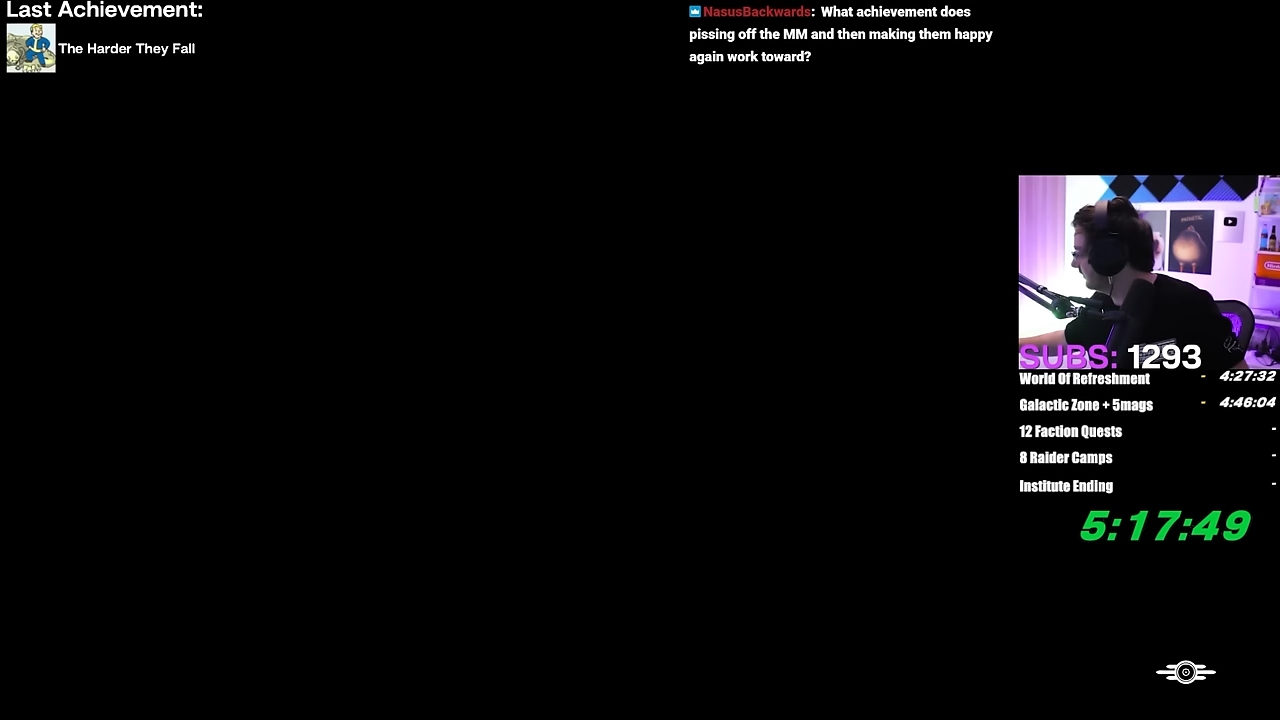 Last Achievement:
The Harder They Fall
NasusBackwards: What achievement does
pissing off the MM and then making them happy
again work toward?
SUBS: 1293
World Of Refreshment - 4:27:32
Galactic Zone + 5mags - 4:46:04
12 Faction Quests -
8 Raider Camps -
Institute Ending -
5:17:49